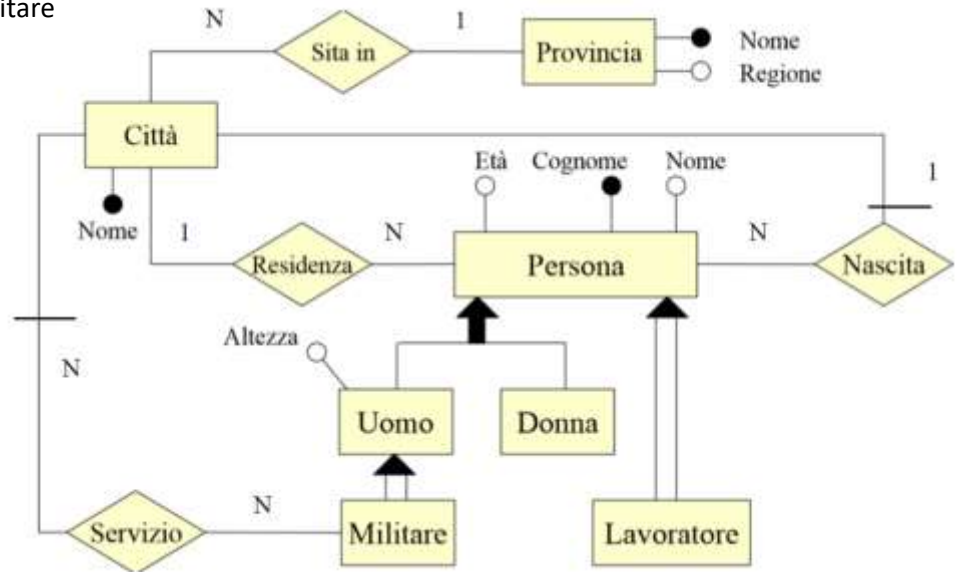 itare
N
1
Sita in
Provincia
Nome
Regione
Città
Età
Cognome
Nome
1
Nome
1
N
N
Residenza
Persona
Nascita
Altezza
N
Uomo
Donna
N
Servizio
Militare
Lavoratore